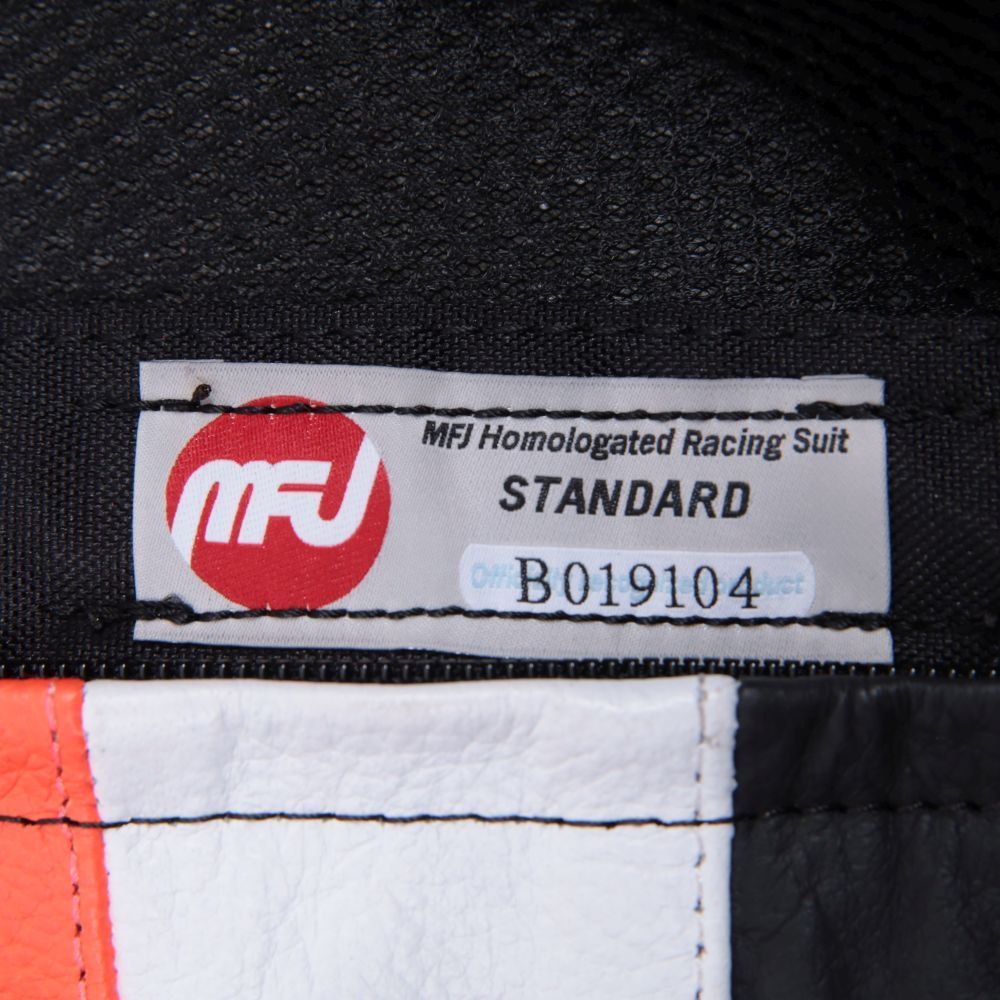 MFJ
MFJ Homologated Racing Suit
STANDARD
B019104